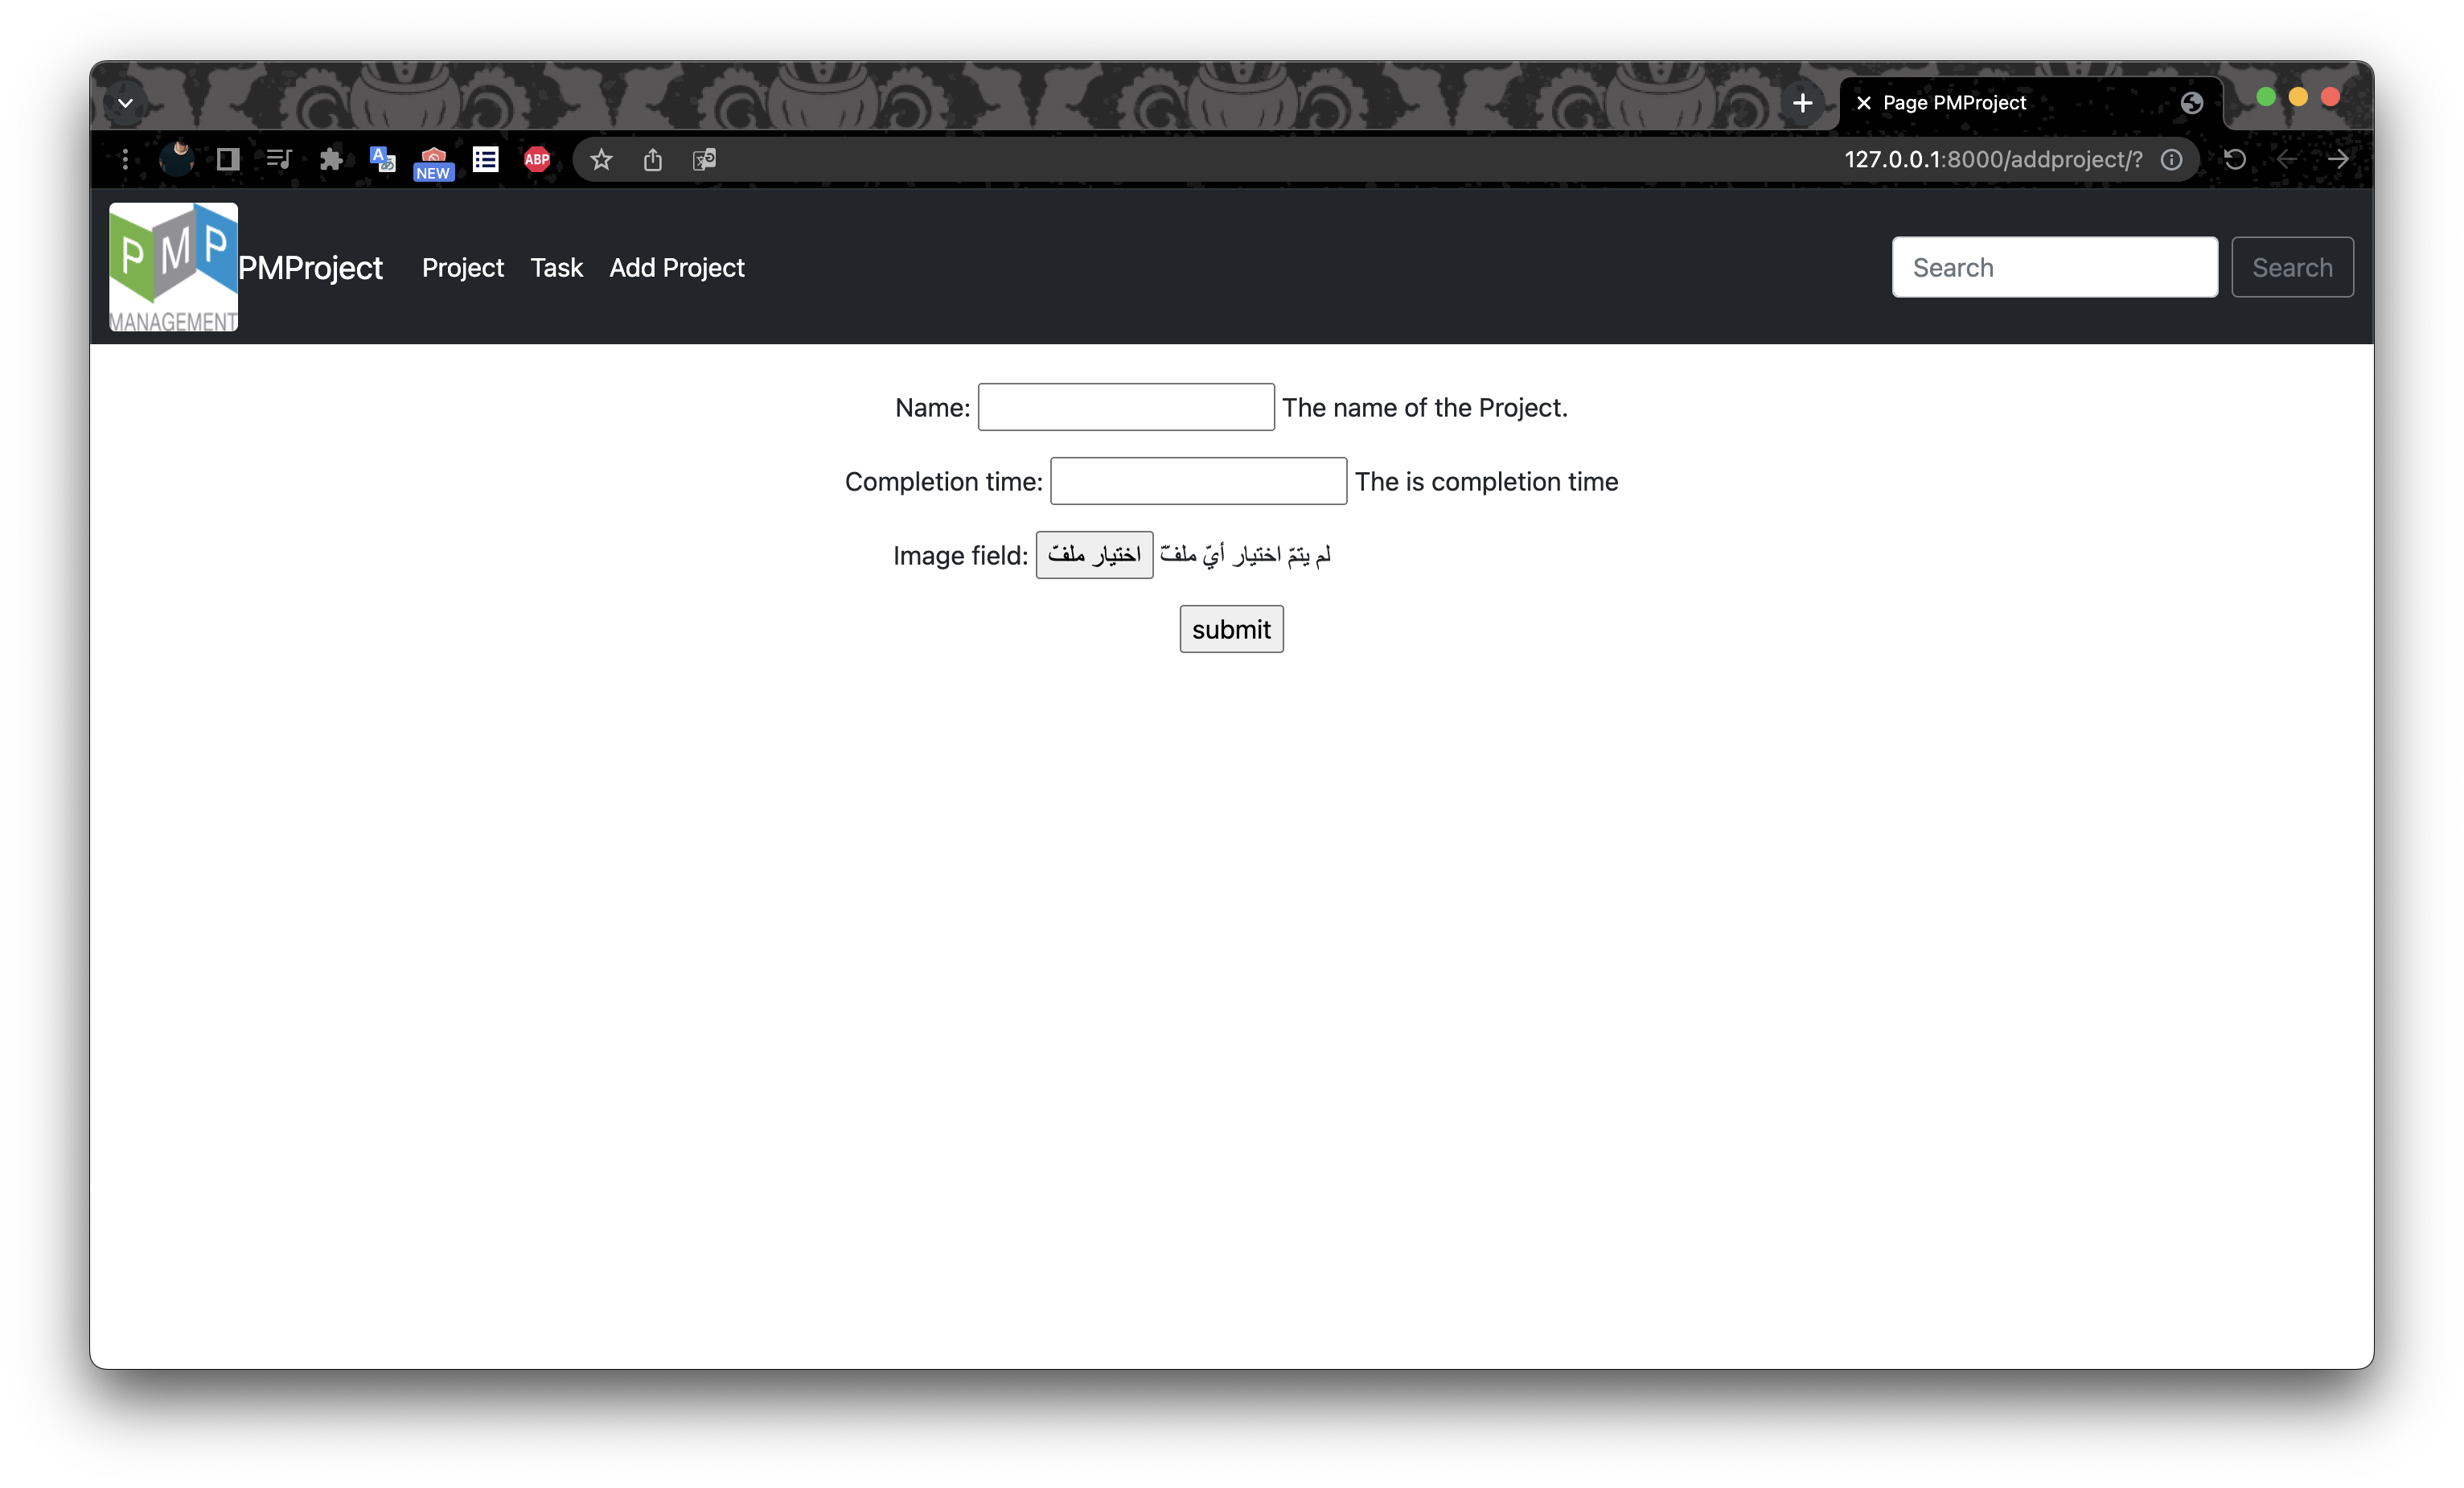 Page PMProject
NEW
ABP
127.0.0.1:8000/addproject/?
PMP
MANAGEMENT
PMProject Project Task Add Project Search Search
Name: The name of the Project.
Completion time: The is completion time
Image field: اختيار ملفّ لم يتمّ اختيار أيّ ملفّ
submit